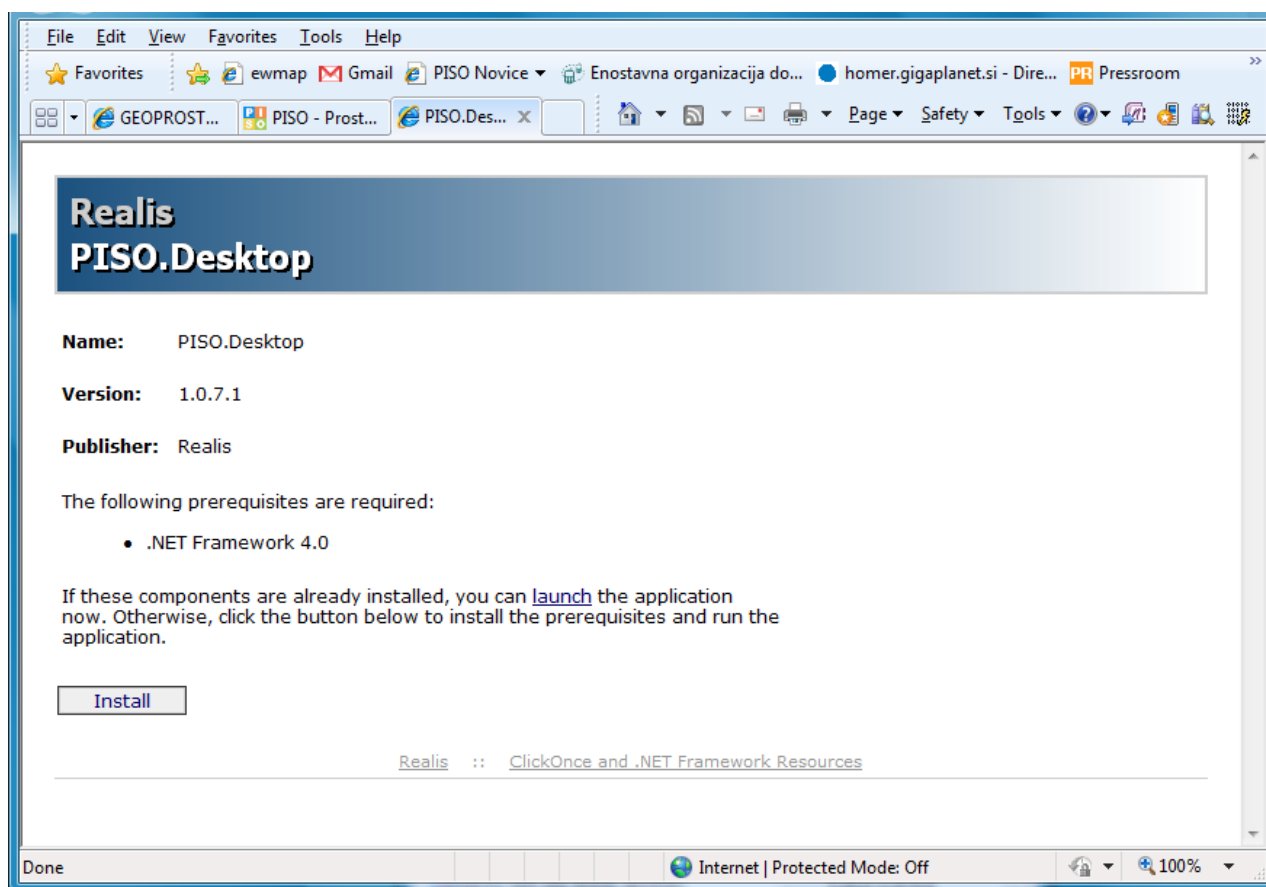 File Edit View Favorites Tools Help
Favorites ewmap Gmail PISO Novice Enostavna organizacija do... homer.gigaplanet.si - Dire... PR Pressroom
GEOPROST... PISO - Prost... PISO.Des... Page Safety Tools
Realis
PISO.Desktop
Name: PISO.Desktop
Version: 1.0.7.1
Publisher: Realis
The following prerequisites are required:
• .NET Framework 4.0
If these components are already installed, you can launch the application
now. Otherwise, click the button below to install the prerequisites and run the
application.
Install
Realis :: ClickOnce and .NET Framework Resources
Done Internet | Protected Mode: Off 100%